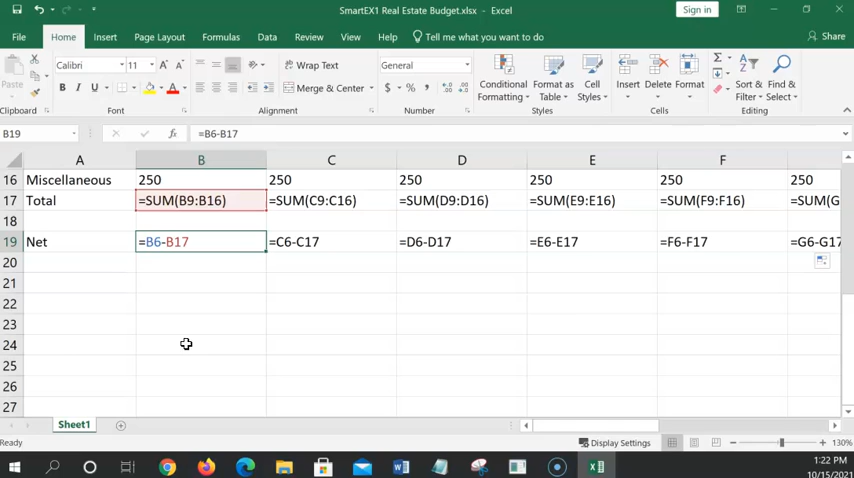 SmartEX1 Real Estate Budget.xlsx - Excel
Sign in
File Home Insert Page Layout Formulas Data Review View Help Tell me what you want to do Share
Paste
Calibri 11 A A Wrap Text General
B I U A Merge & Center $ % 9
Conditional Formatting
Format as Table
Cell Styles
Insert Delete Format
Sort & Filter
Find & Select
Clipboard Font Alignment Number Styles Cells Editing
B19 fx =B6-B17
A B C D E F
16 Miscellaneous 250 250 250 250 250 250
17 Total =SUM(B9:B16) =SUM(C9:C16) =SUM(D9:D16) =SUM(E9:E16) =SUM(F9:F16) =SUM(G
18
19 Net =B6-B17 =C6-C17 =D6-D17 =E6-E17 =F6-F17 =G6-G17
20
21
22
23
24
25
26
27
Sheet1
Ready Display Settings 130%
1:22 PM
10/15/2021